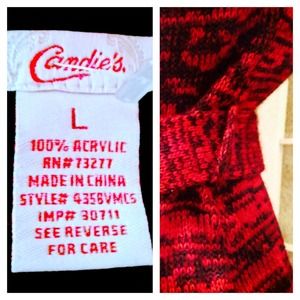 Candie's.
L
100% ACRYLIC
RN# 73277
MADE IN CHINA
STYLE# 4358VMCS
IMP# 30711
SEE REVERSE
FOR CARE